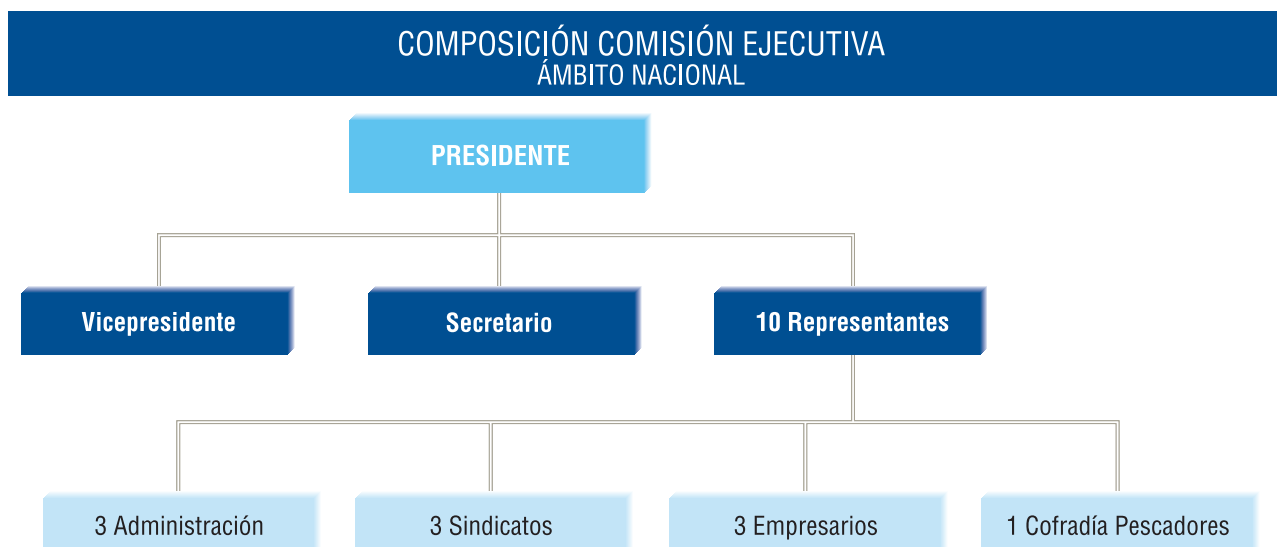 COMPOSICIÓN COMISIÓN EJECUTIVA
ÁMBITO NACIONAL
PRESIDENTE
Vicepresidente
Secretario
10 Representantes
3 Administración
3 Sindicatos
3 Empresarios
1 Cofradía Pescadores